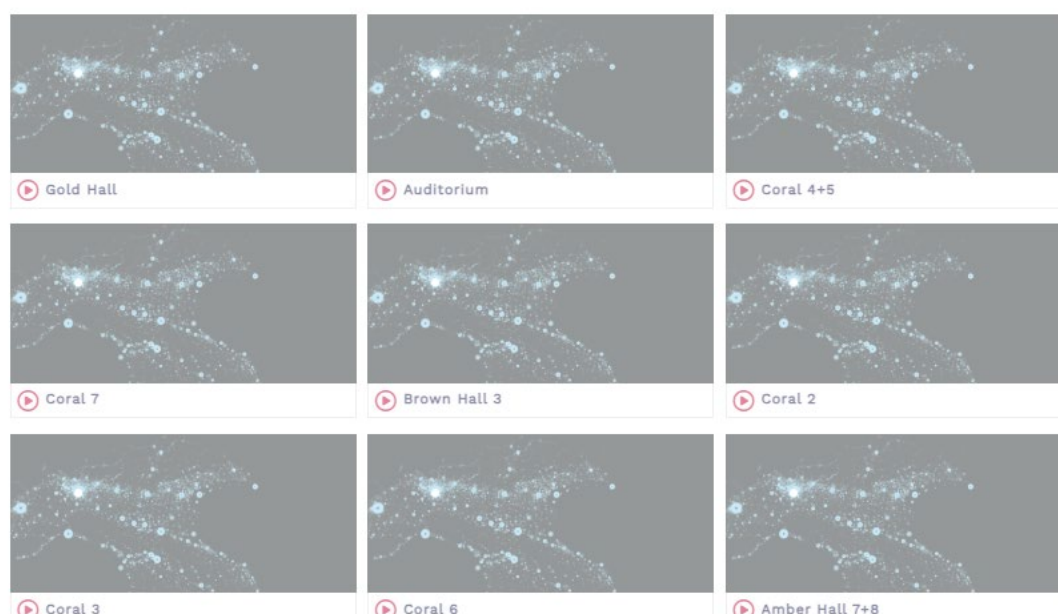 Gold Hall
Auditorium
Coral 4+5
Coral 7
Brown Hall 3
Coral 2
Coral 3
Coral 6
Amber Hall 7+8